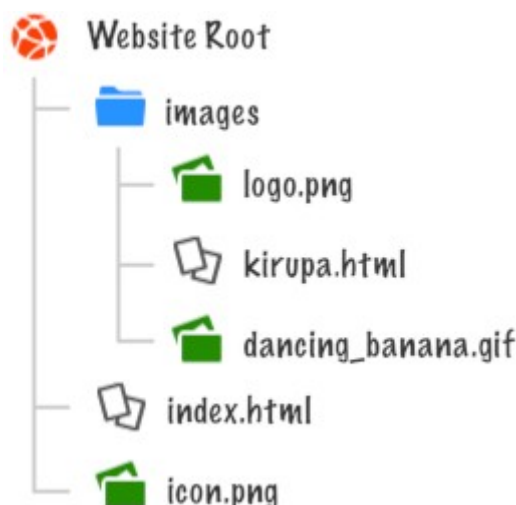 Website Root
images
logo.png
kirupa.html
dancing_banana.gif
index.html
icon.png